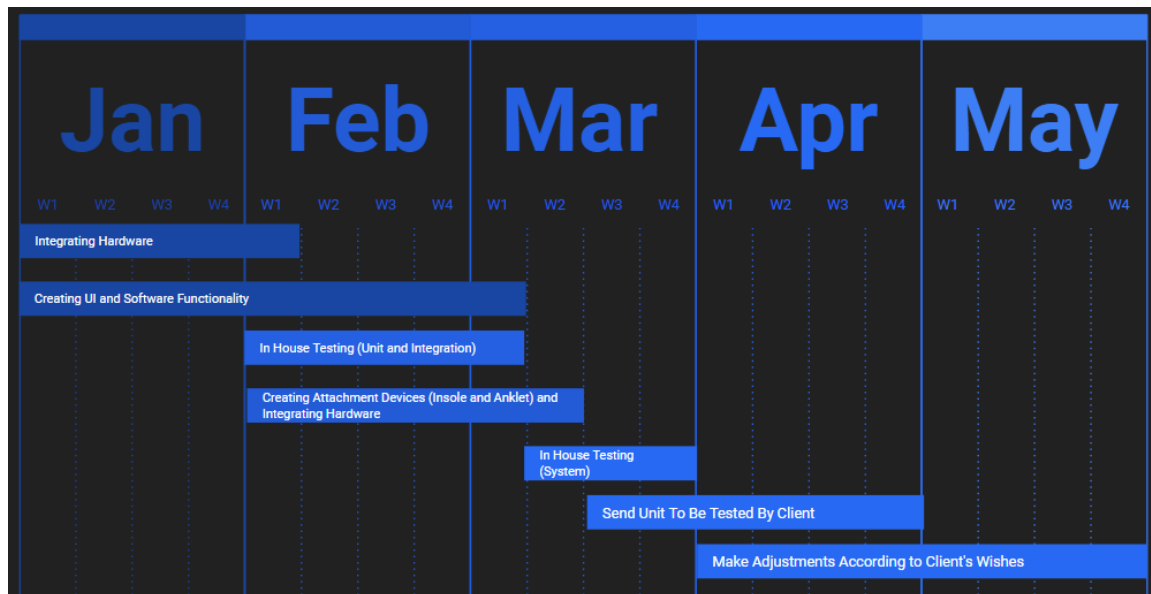 Jan Feb Mar Apr May
W1 W2 W3 W4 W1 W2 W3 W4 W1 W2 W3 W4 W1 W2 W3 W4 W1 W2 W3 W4
Integrating Hardware
Creating UI and Software Functionality
In House Testing (Unit and Integration)
Creating Attachment Devices (Insole and Anklet) and
Integrating Hardware
In House Testing
(System)
Send Unit To Be Tested By Client
Make Adjustments According to Client's Wishes